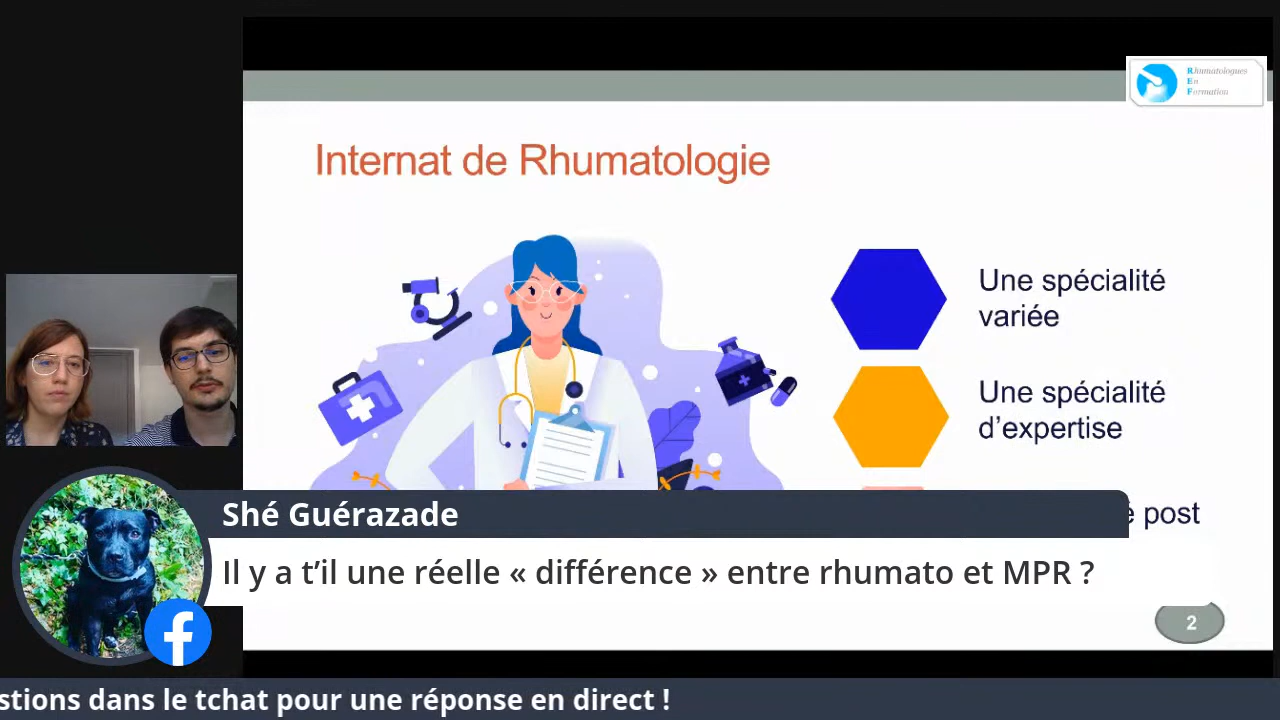 Rhumatologues
En
Formation
Internat de Rhumatologie
Une spécialité
variée
Une spécialité
d’expertise
post
Shé Guérazade
Il y a t’il une réelle « différence » entre rhumato et MPR ?
2
stions dans le tchat pour une réponse en direct !